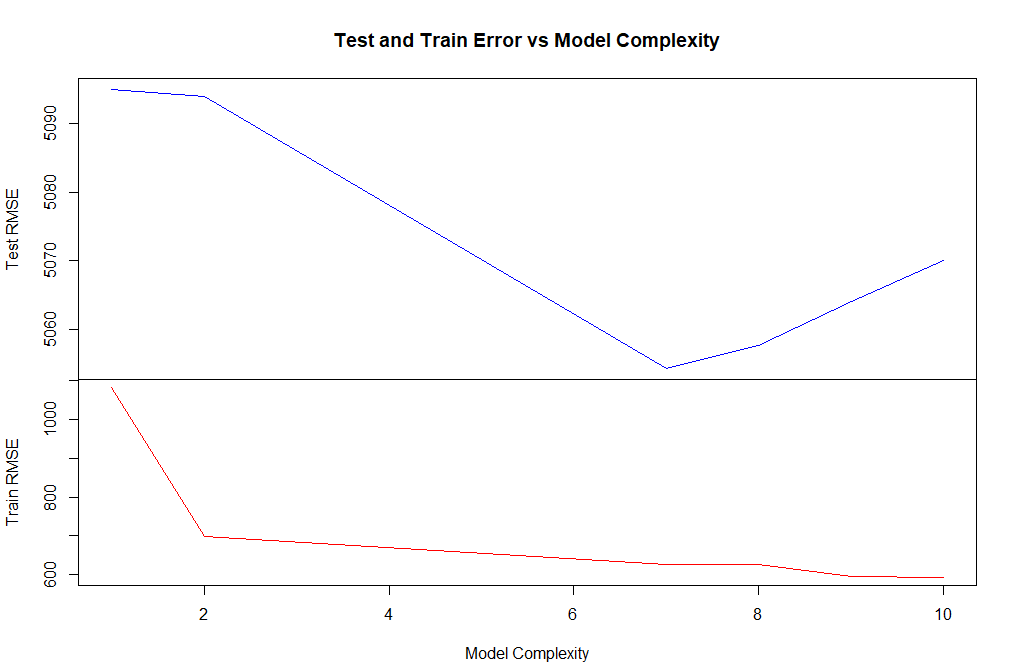 Test and Train Error vs Model Complexity
Test RMSE
5090
5080
5070
5060
Train RMSE
1000
800
600
2 4 6 8 10
Model Complexity